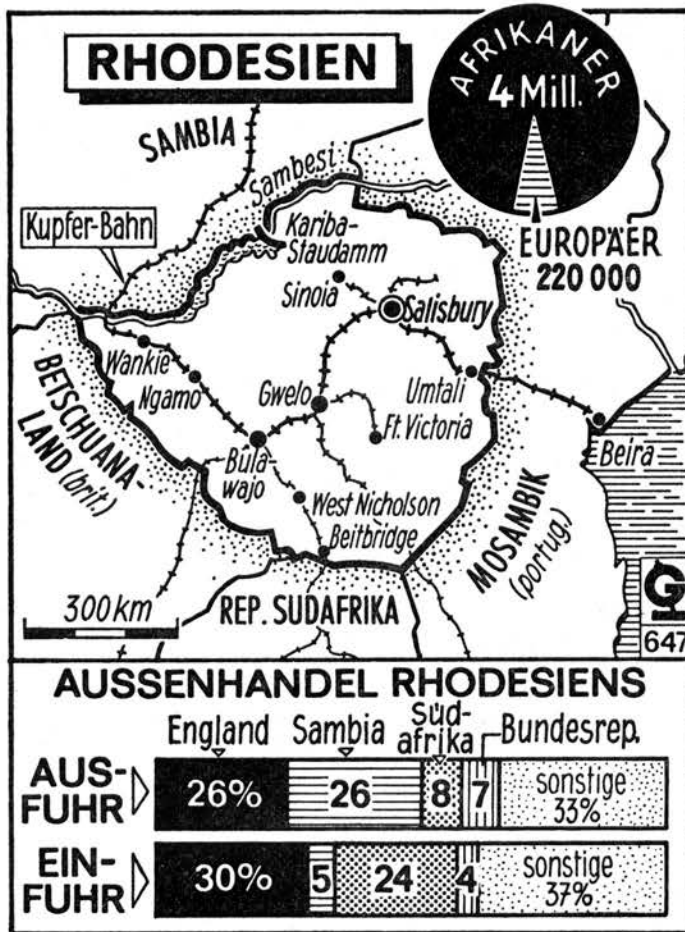 RHODESIEN
AFRIKANER
4 Mill.
EUROPÄER
220 000
SAMBIA
Sambesi
Kupfer-Bahn
Kariba-
Staudamm
Sinoia
Salisbury
Wankie
Ngamo
Gwelo
Umtali
Ft. Victoria
Beira
BETSCHUANA-
LAND (brit.)
Bula-
wajo
West Nicholson
Beitbridge
MOSAMBIK
(portug.)
300 km
REP. SUDAFRIKA
G
647
AUSSENHANDEL RHODESIENS
England Sambia Süd-
afrika Bundesrep.
AUS-
FUHR
26% 26 8 7 sonstige
33%
EIN-
FUHR
30% 5 24 4 sonstige
37%